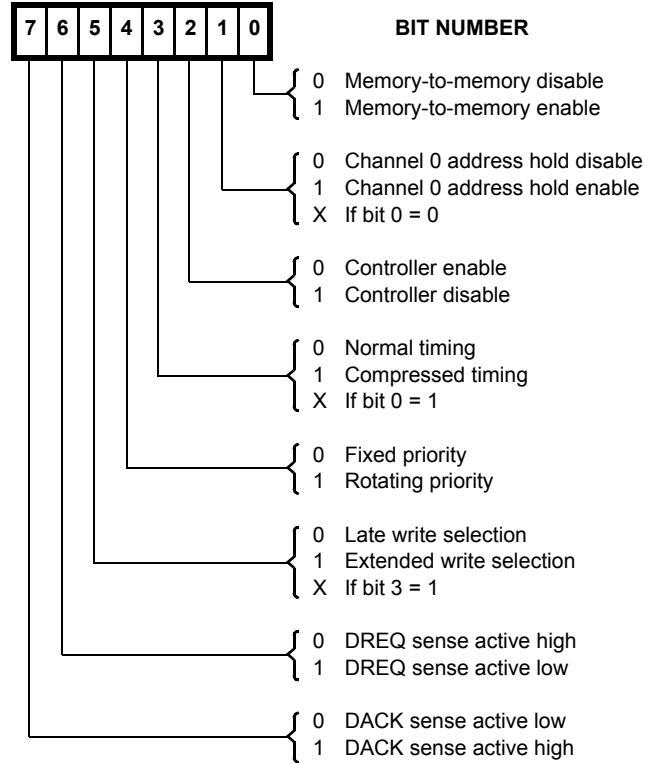 7 6 5 4 3 2 1 0 BIT NUMBER
0 Memory-to-memory disable
1 Memory-to-memory enable
0 Channel 0 address hold disable
1 Channel 0 address hold enable
X If bit 0 = 0
0 Controller enable
1 Controller disable
0 Normal timing
1 Compressed timing
X If bit 0 = 1
0 Fixed priority
1 Rotating priority
0 Late write selection
1 Extended write selection
X If bit 3 = 1
0 DREQ sense active high
1 DREQ sense active low
0 DACK sense active low
1 DACK sense active high